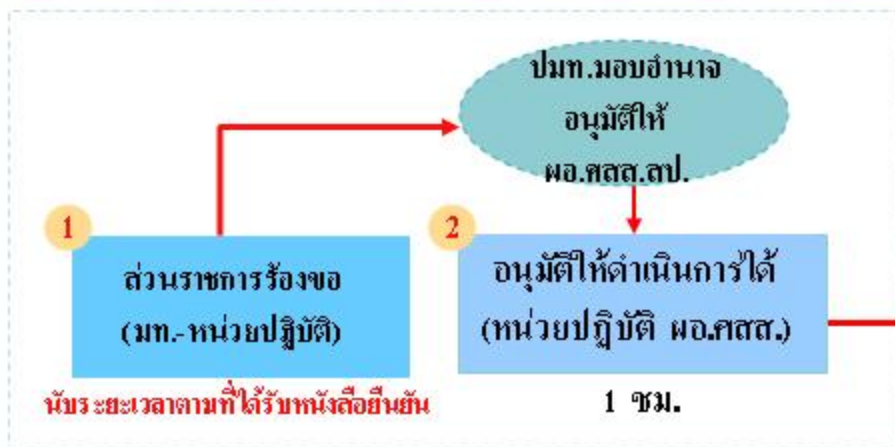 ปมท.มอบอำนาจ
อนุมัติให้
ผอ.ศสส.สป.
1
ส่วนราชการร้องขอ
(มท.-หน่วยปฏิบัติ)
นับระยะเวลาตามที่ได้รับหนังสือยืนยัน
2
อนุมัติให้ดำเนินการได้
(หน่วยปฏิบัติ ผอ.ศสส.)
1 ชม.